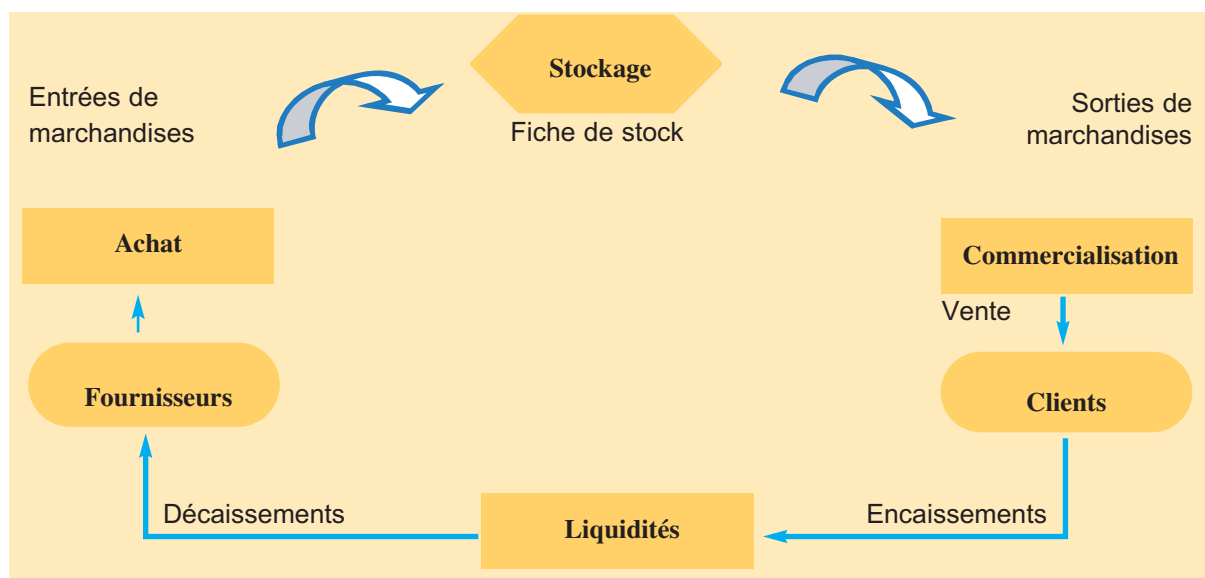 Stockage
Entrées de
marchandises
Fiche de stock
Sorties de
marchandises
Achat
Commercialisation
Vente
Fournisseurs
Clients
Décaissements
Liquidités
Encaissements